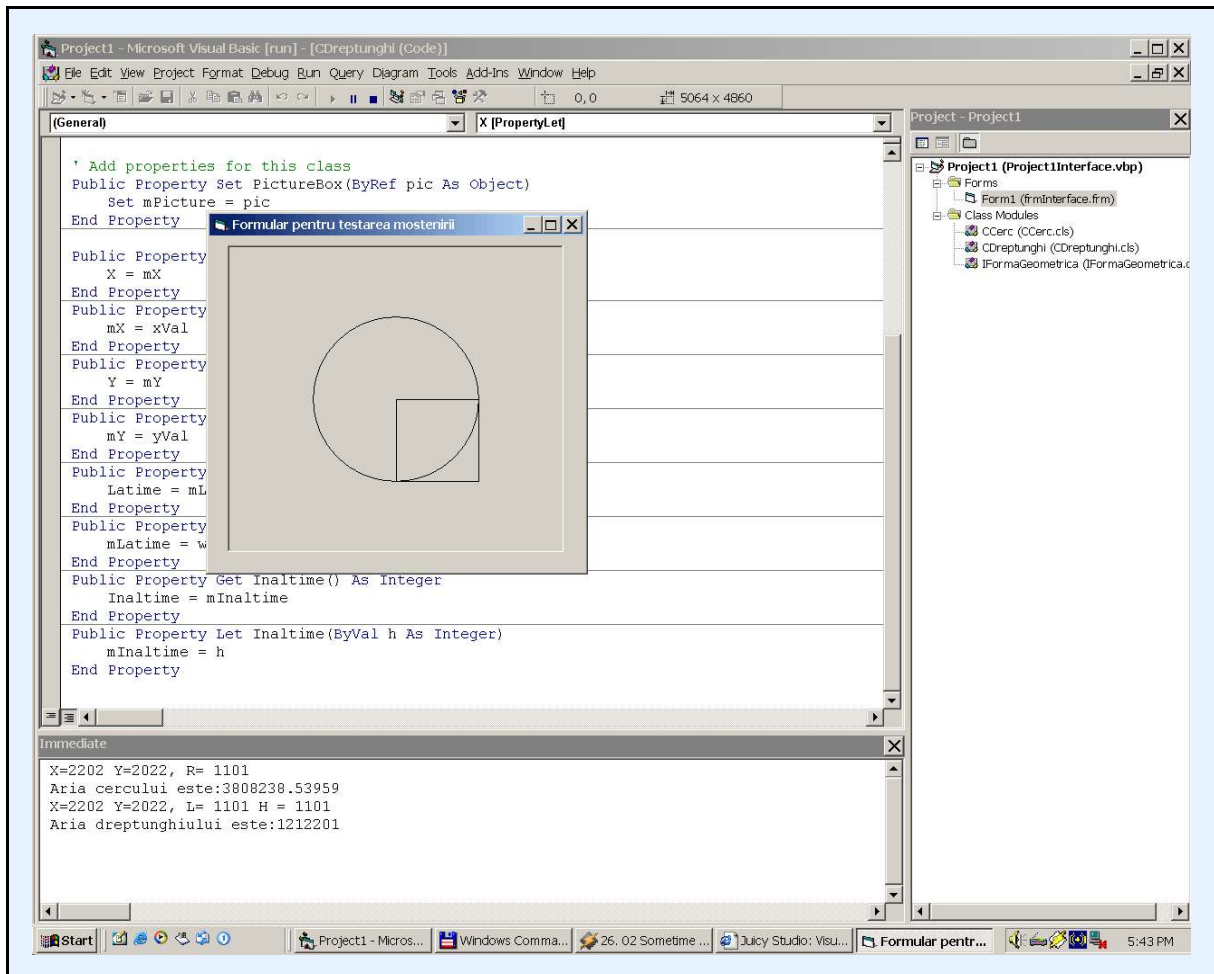 Project1 - Microsoft Visual Basic [run] - [CDreptunghi (Code)]
File Edit View Project Format Debug Run Query Diagram Tools Add-Ins Window Help
0,0 5064 x 4860
(General) X [PropertyLet]
' Add properties for this class
Public Property Set PictureBox(ByRef pic As Object)
Set mPicture = pic
End Property
Public Property
X = mX
End Property
Public Property
mX = xVal
End Property
Public Property
Y = mY
End Property
Public Property
mY = yVal
End Property
Public Property
Latime = mL
End Property
Public Property
mLatime = w
End Property
Public Property Get Inaltime() As Integer
Inaltime = mInaltime
End Property
Public Property Let Inaltime(ByVal h As Integer)
mInaltime = h
End Property
Formular pentru testarea mostenirii
Project - Project1
Project1 (Project1Interface.vbp)
Forms
Form1 (frmInterface.frm)
Class Modules
CCerc (CCerc.cls)
CDreptunghi (CDreptunghi.cls)
IFormaGeometrica (IFormaGeometrica.c
Immediate
X=2202 Y=2022, R= 1101
Aria cercului este:3808238.53959
X=2202 Y=2022, L= 1101 H = 1101
Aria dreptunghiului este:1212201
Start Project1 - Micros... Windows Comma... 26. 02 Sometime ... Juicy Studio: Visu... Formular pentr... 5:43 PM